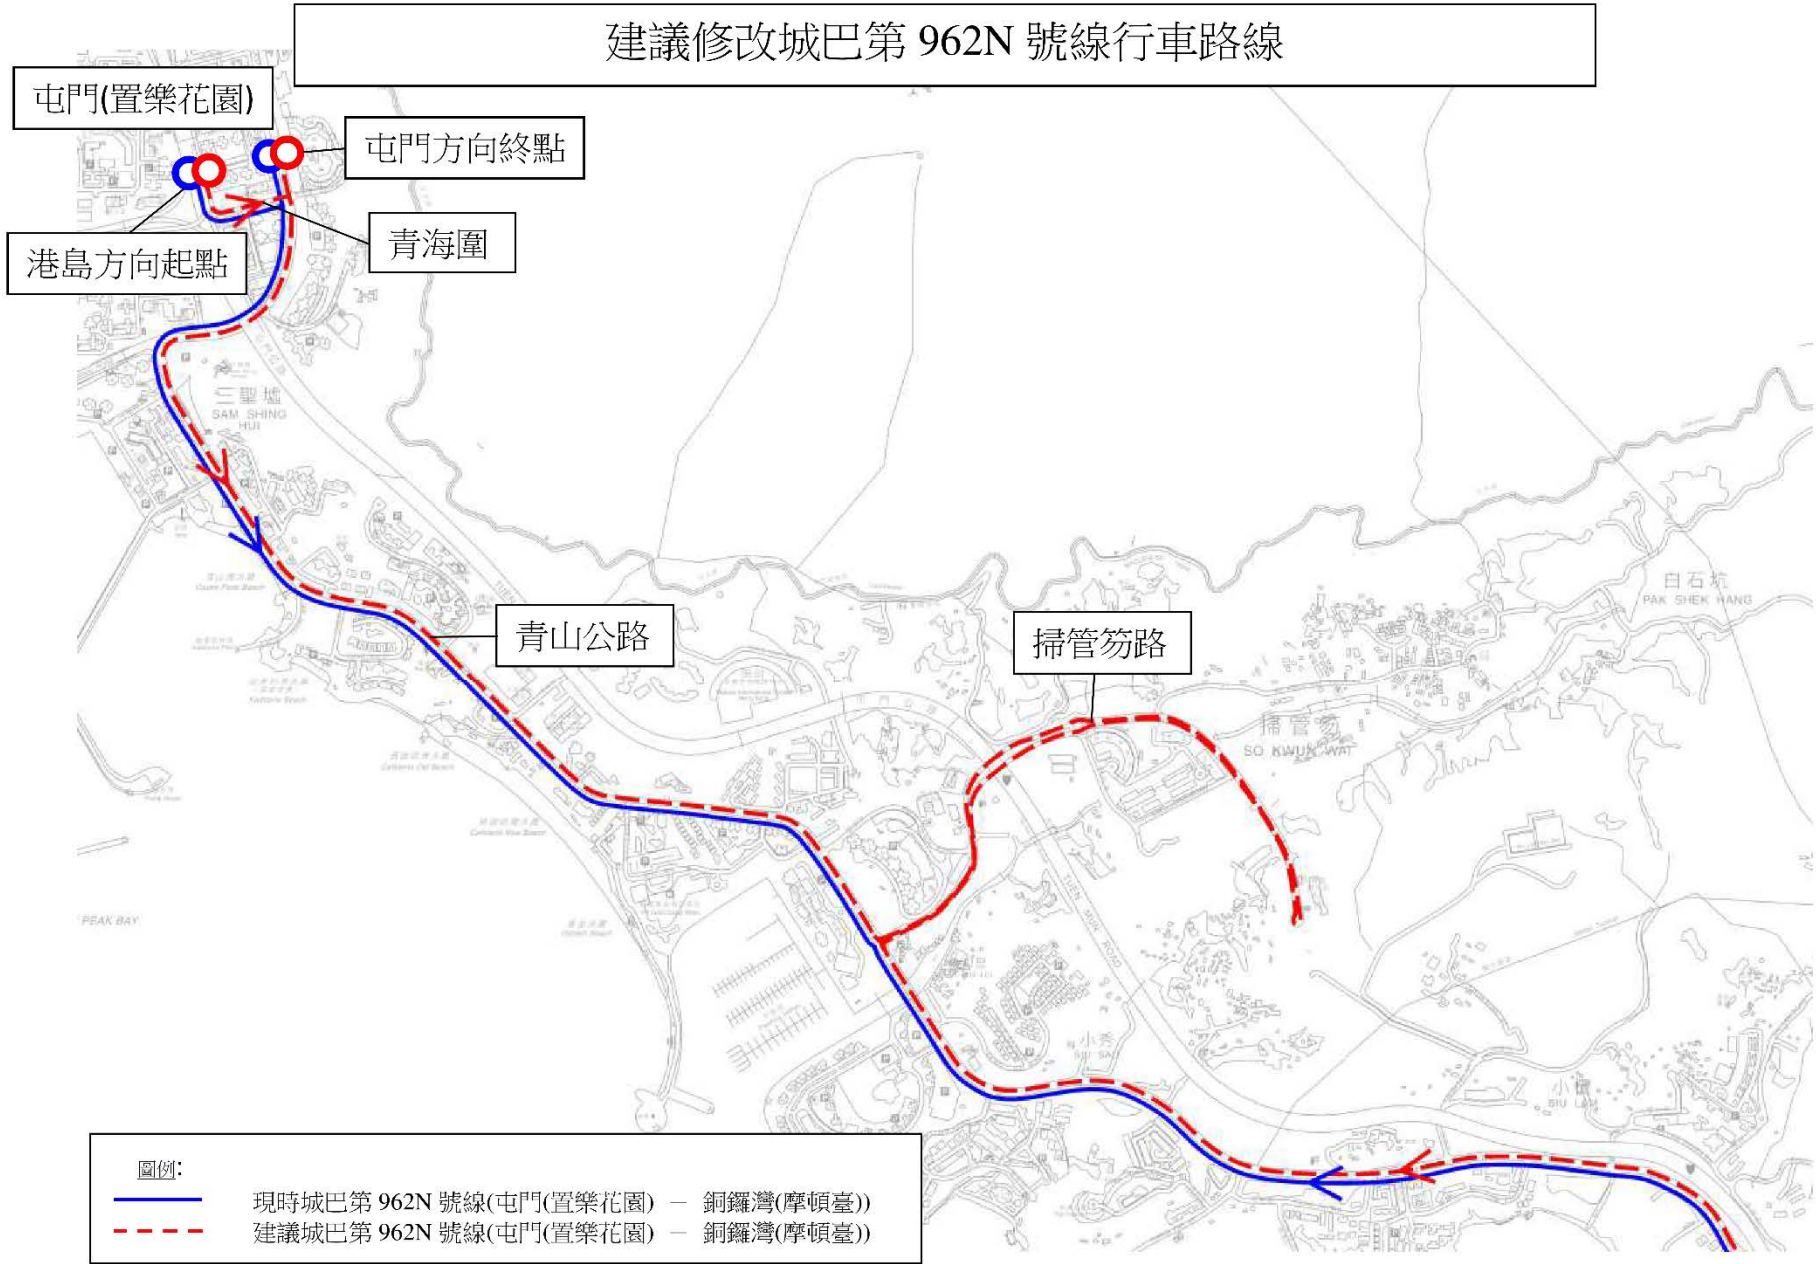 建議修改城巴第 962N 號線行車路線
屯門(置樂花園)
屯門方向終點
青海圍
港島方向起點
三聖墟
SAM SHING
HUI
青山公路
掃管笏路
白石坑
PAK SHEK HANG
掃管笏
SO KWUN WAT
TUEN MUN ROAD
PEAK BAY
小秀
SIU SAU
小欖
SIU LAM
圖例:
現時城巴第 962N 號線(屯門(置樂花園) － 銅鑼灣(摩頓臺))
建議城巴第 962N 號線(屯門(置樂花園) － 銅鑼灣(摩頓臺))